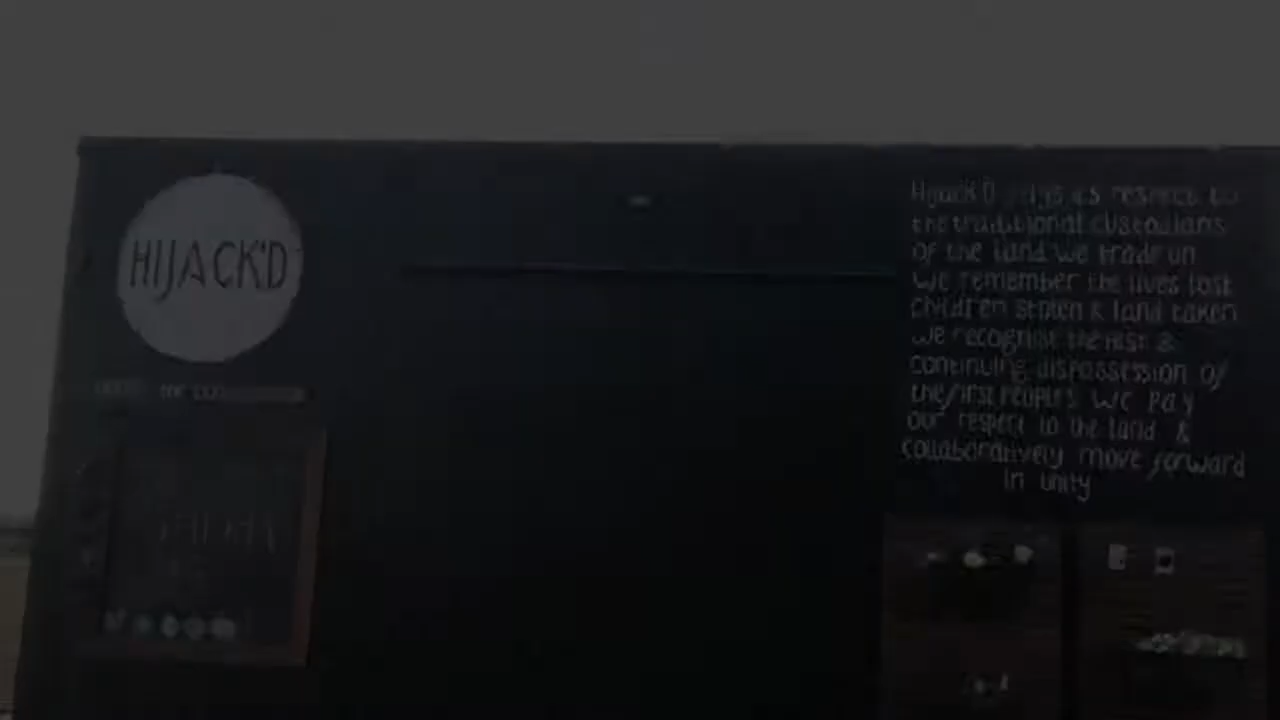 HIJACK'D
HIJACK'D pays its respect to
the traditional custodians
of the land we trade on
We remember the lives lost
children stolen & land taken
we recognise the Past &
continuing dispossession of
the first peoples we pay
our respect to the land &
collaboratively move forward
in unity